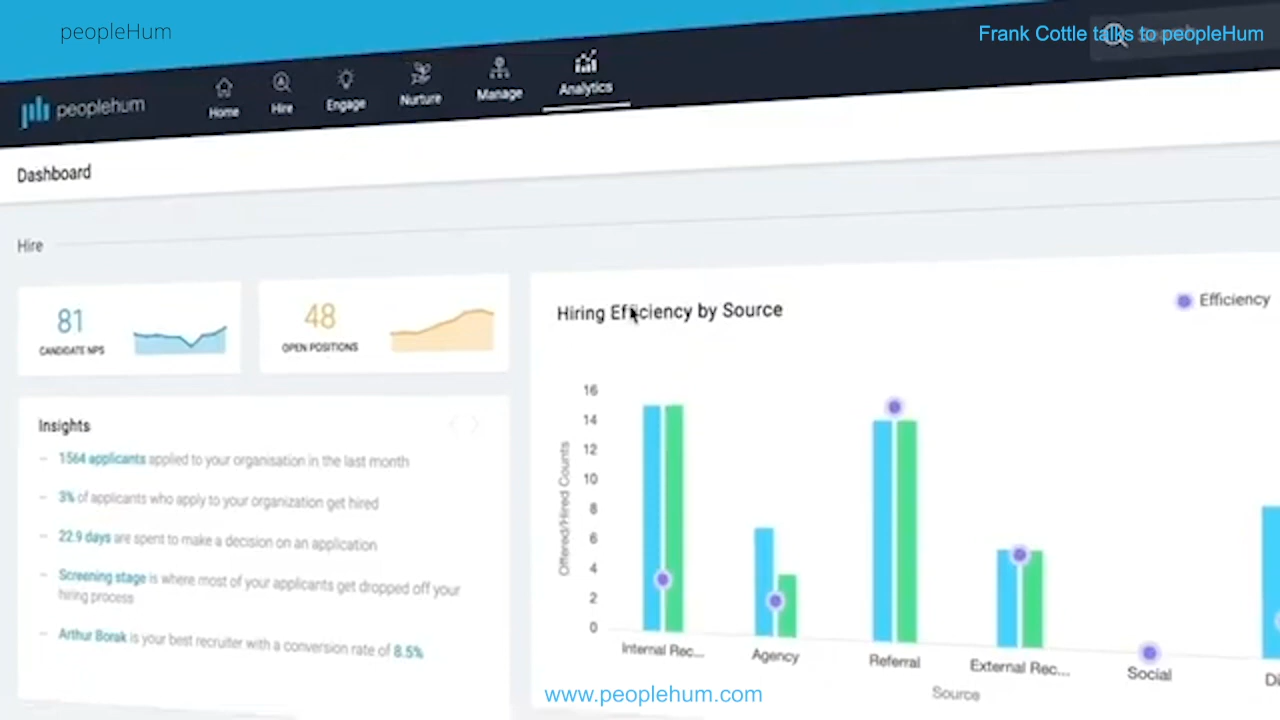 peopleHum
Frank Cottle talks to peopleHum
peoplehum
Home
Hire
Engage
Nurture
Manage
Analytics
Dashboard
Hire
81
CANDIDATE NPS
48
OPEN POSITIONS
Insights
– 1564 applicants applied to your organisation in the last month
– 3% of applicants who apply to your organization get hired
– 22.9 days are spent to make a decision on an application
– Screening stage is where most of your applicants get dropped off your
hiring process
– Arthur Borak is your best recruiter with a conversion rate of 8.5%
Hiring Efficiency by Source
Efficiency
Offered/Hired Counts
16
14
12
10
8
6
4
2
0
Internal Rec...
Agency
Referral
External Rec...
Social
Source
www.peoplehum.com